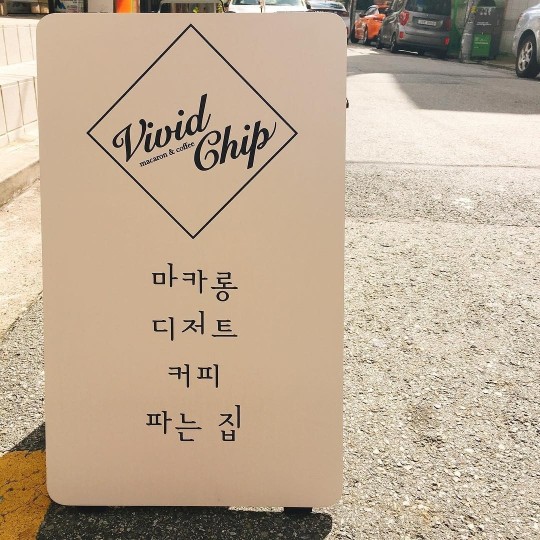 Vivid
macaron & coffee
Chip
마카롱
디저트
커피
파는 집